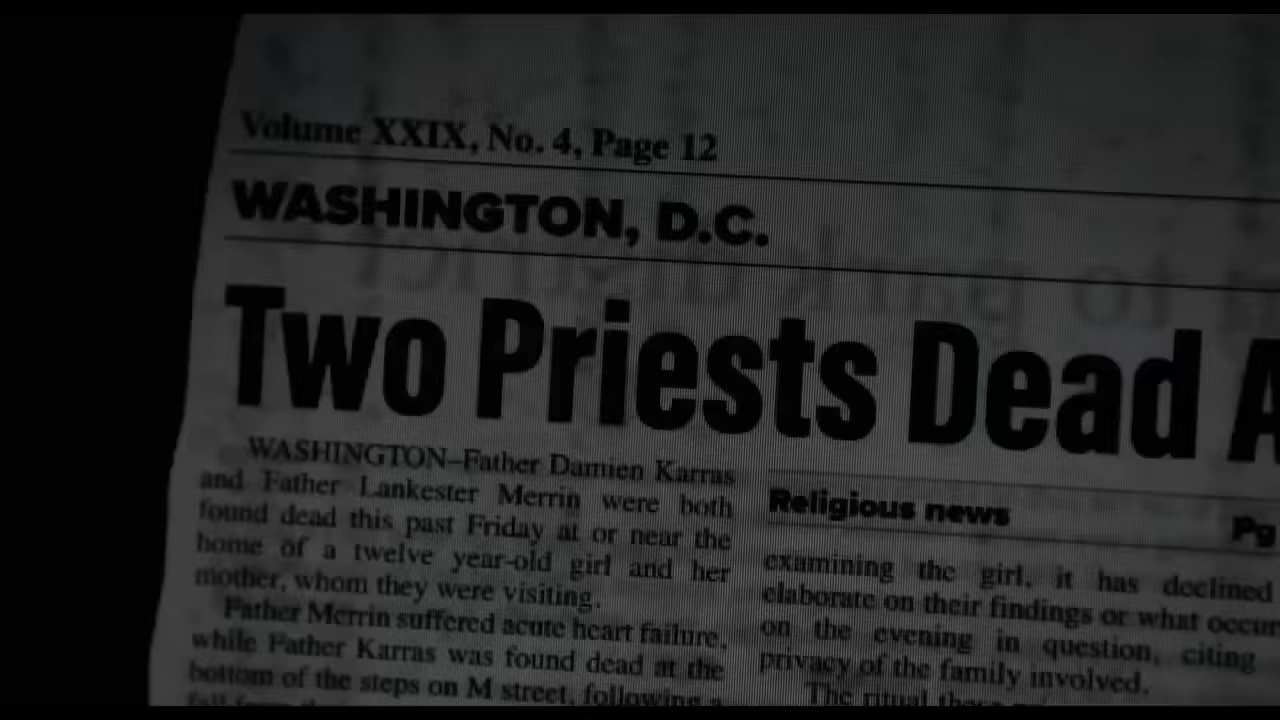 Volume XXIX, No. 4, Page 12
WASHINGTON, D.C.
Two Priests Dead A
WASHINGTON–Father Damien Karras
and Father Lankester Merrin were both
found dead this past Friday at or near the
home of a twelve year-old girl and her
mother, whom they were visiting.
Father Merrin suffered acute heart failure,
while Father Karras was found dead at the
bottom of the steps on M street, following a
Religious news
Pg
examining the girl, it has declined
elaborate on their findings or what occur
on the evening in question, citing
privacy of the family involved.
The ritual